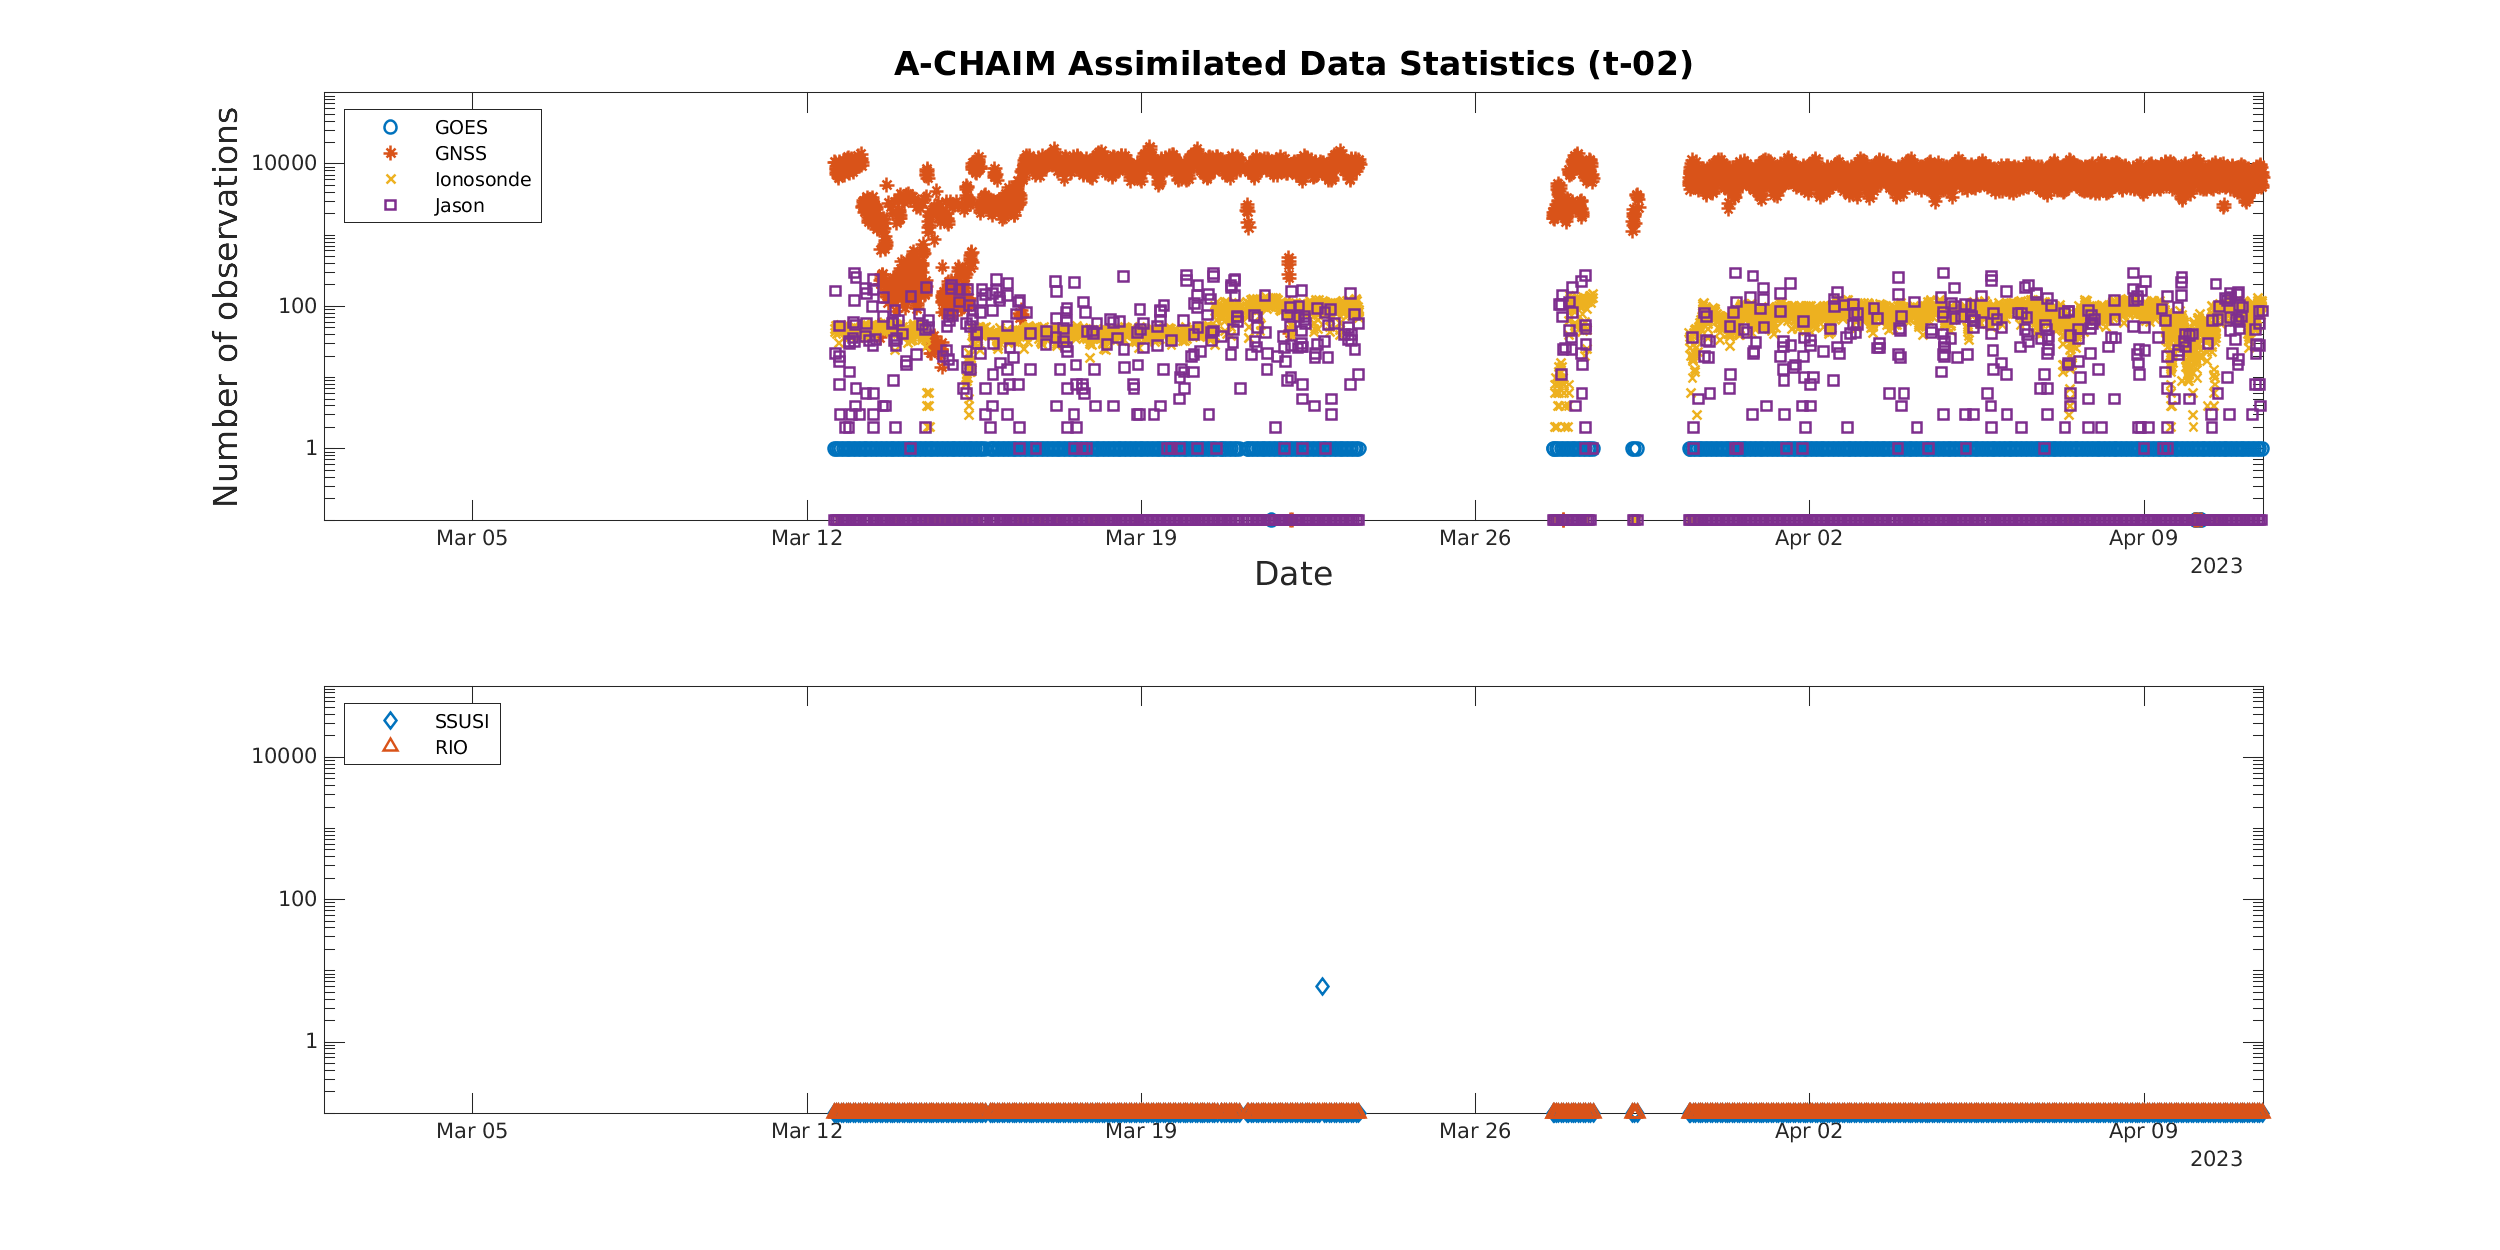 A-CHAIM Assimilated Data Statistics (t-02)
Number of observations
GOES
GNSS
Ionosonde
Jason
10000
100
1
Mar 05 Mar 12 Mar 19 Mar 26 Apr 02 Apr 09
2023
Date
SSUSI
RIO
10000
100
1
Mar 05 Mar 12 Mar 19 Mar 26 Apr 02 Apr 09
2023